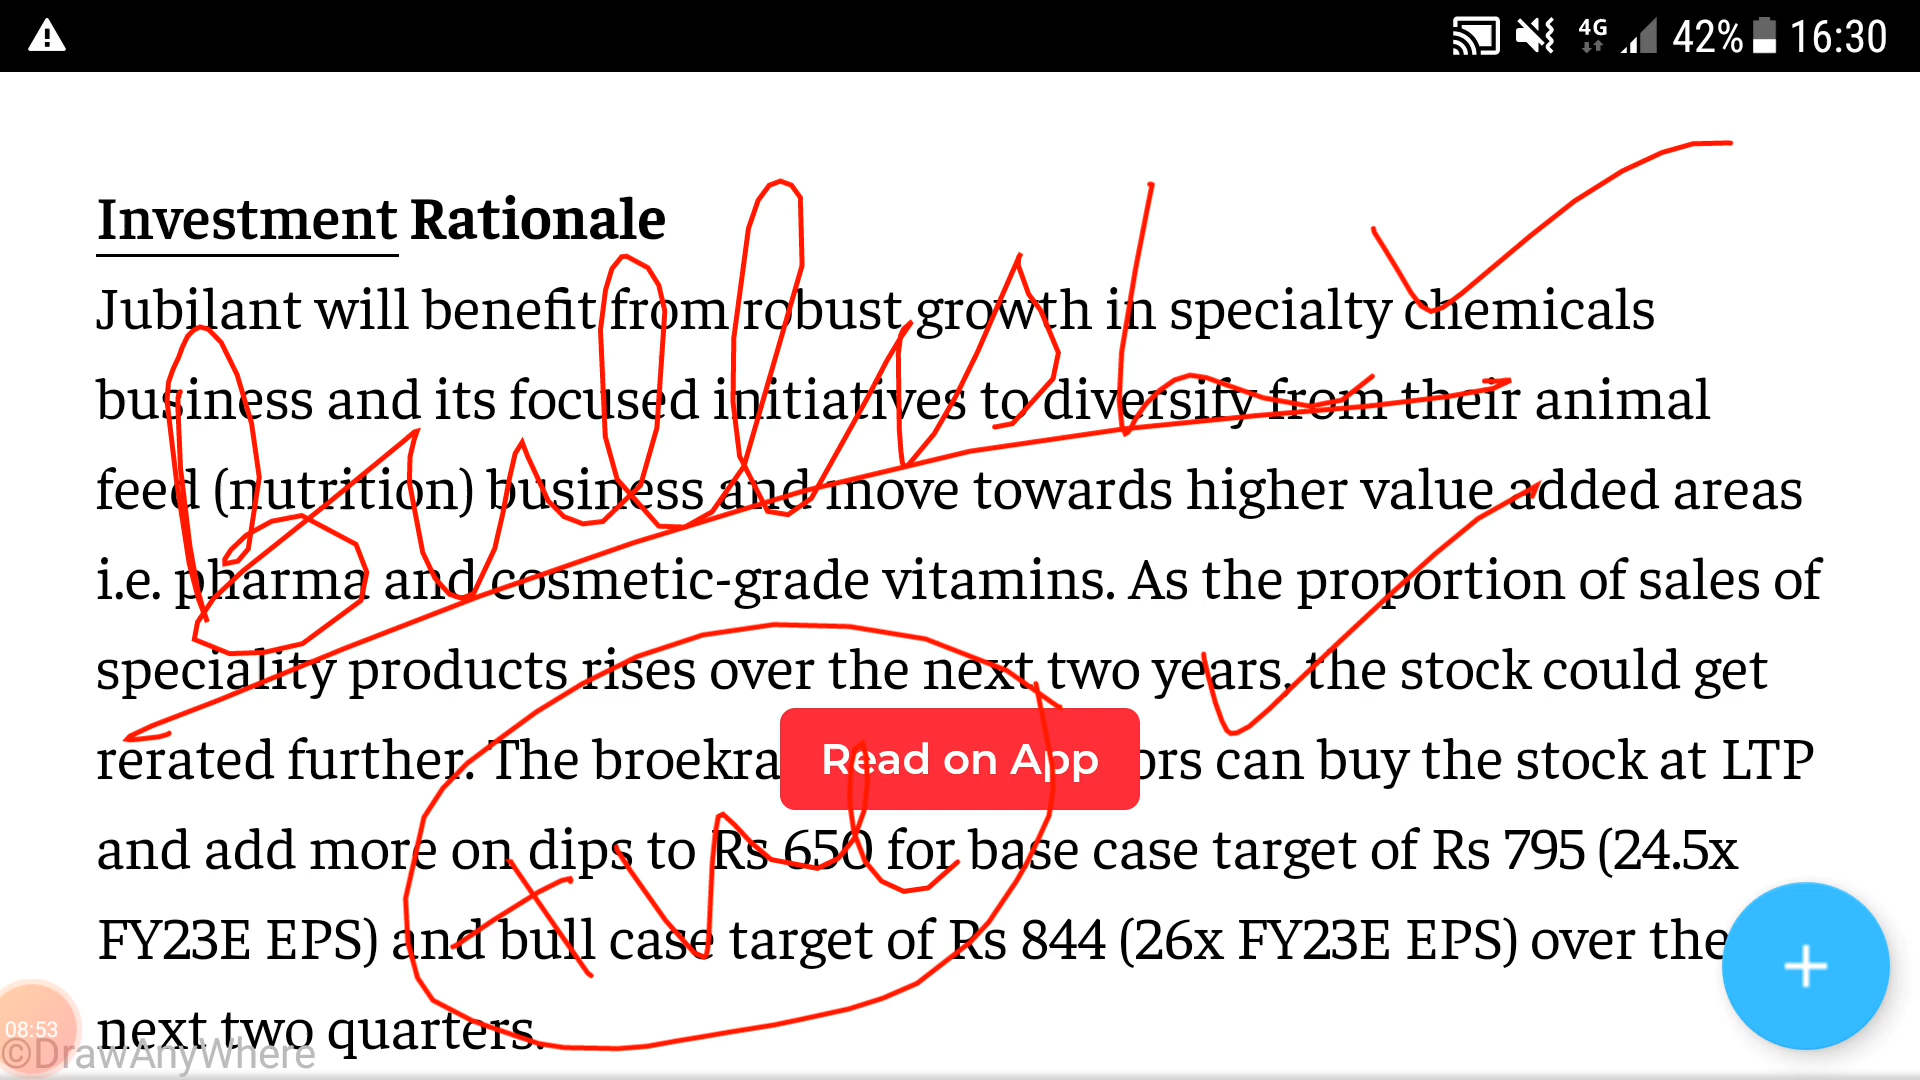 4G 42% 16:30
Investment Rationale
Jubilant will benefit from robust growth in specialty chemicals
business and its focused initiatives to diversify from their animal
feed (nutrition) business and move towards higher value added areas
i.e. pharma and cosmetic-grade vitamins. As the proportion of sales of
speciality products rises over the next two years, the stock could get
rerated further. The broekra
Read on App
ors can buy the stock at LTP
and add more on dips to Rs 650 for base case target of Rs 795 (24.5x
FY23E EPS) and bull case target of Rs 844 (26x FY23E EPS) over the
next two quarters.
Bullish
+ve
08:53
©DrawAnyWhere